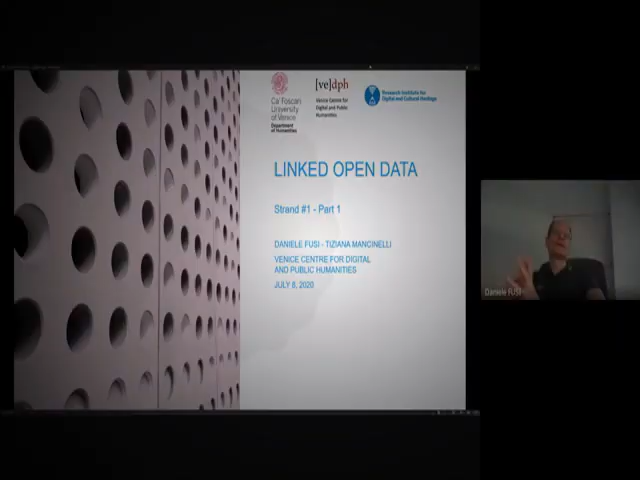 Ca' Foscari
University
of Venice
Department
of Humanities
[ve]dph
Venice Centre for
Digital and Public
Humanities
Research Institute for
Digital and Cultural Heritage
LINKED OPEN DATA
Strand #1 - Part 1
DANIELE FUSI - TIZIANA MANCINELLI
VENICE CENTRE FOR DIGITAL
AND PUBLIC HUMANITIES
JULY 8, 2020
Daniele FUSI